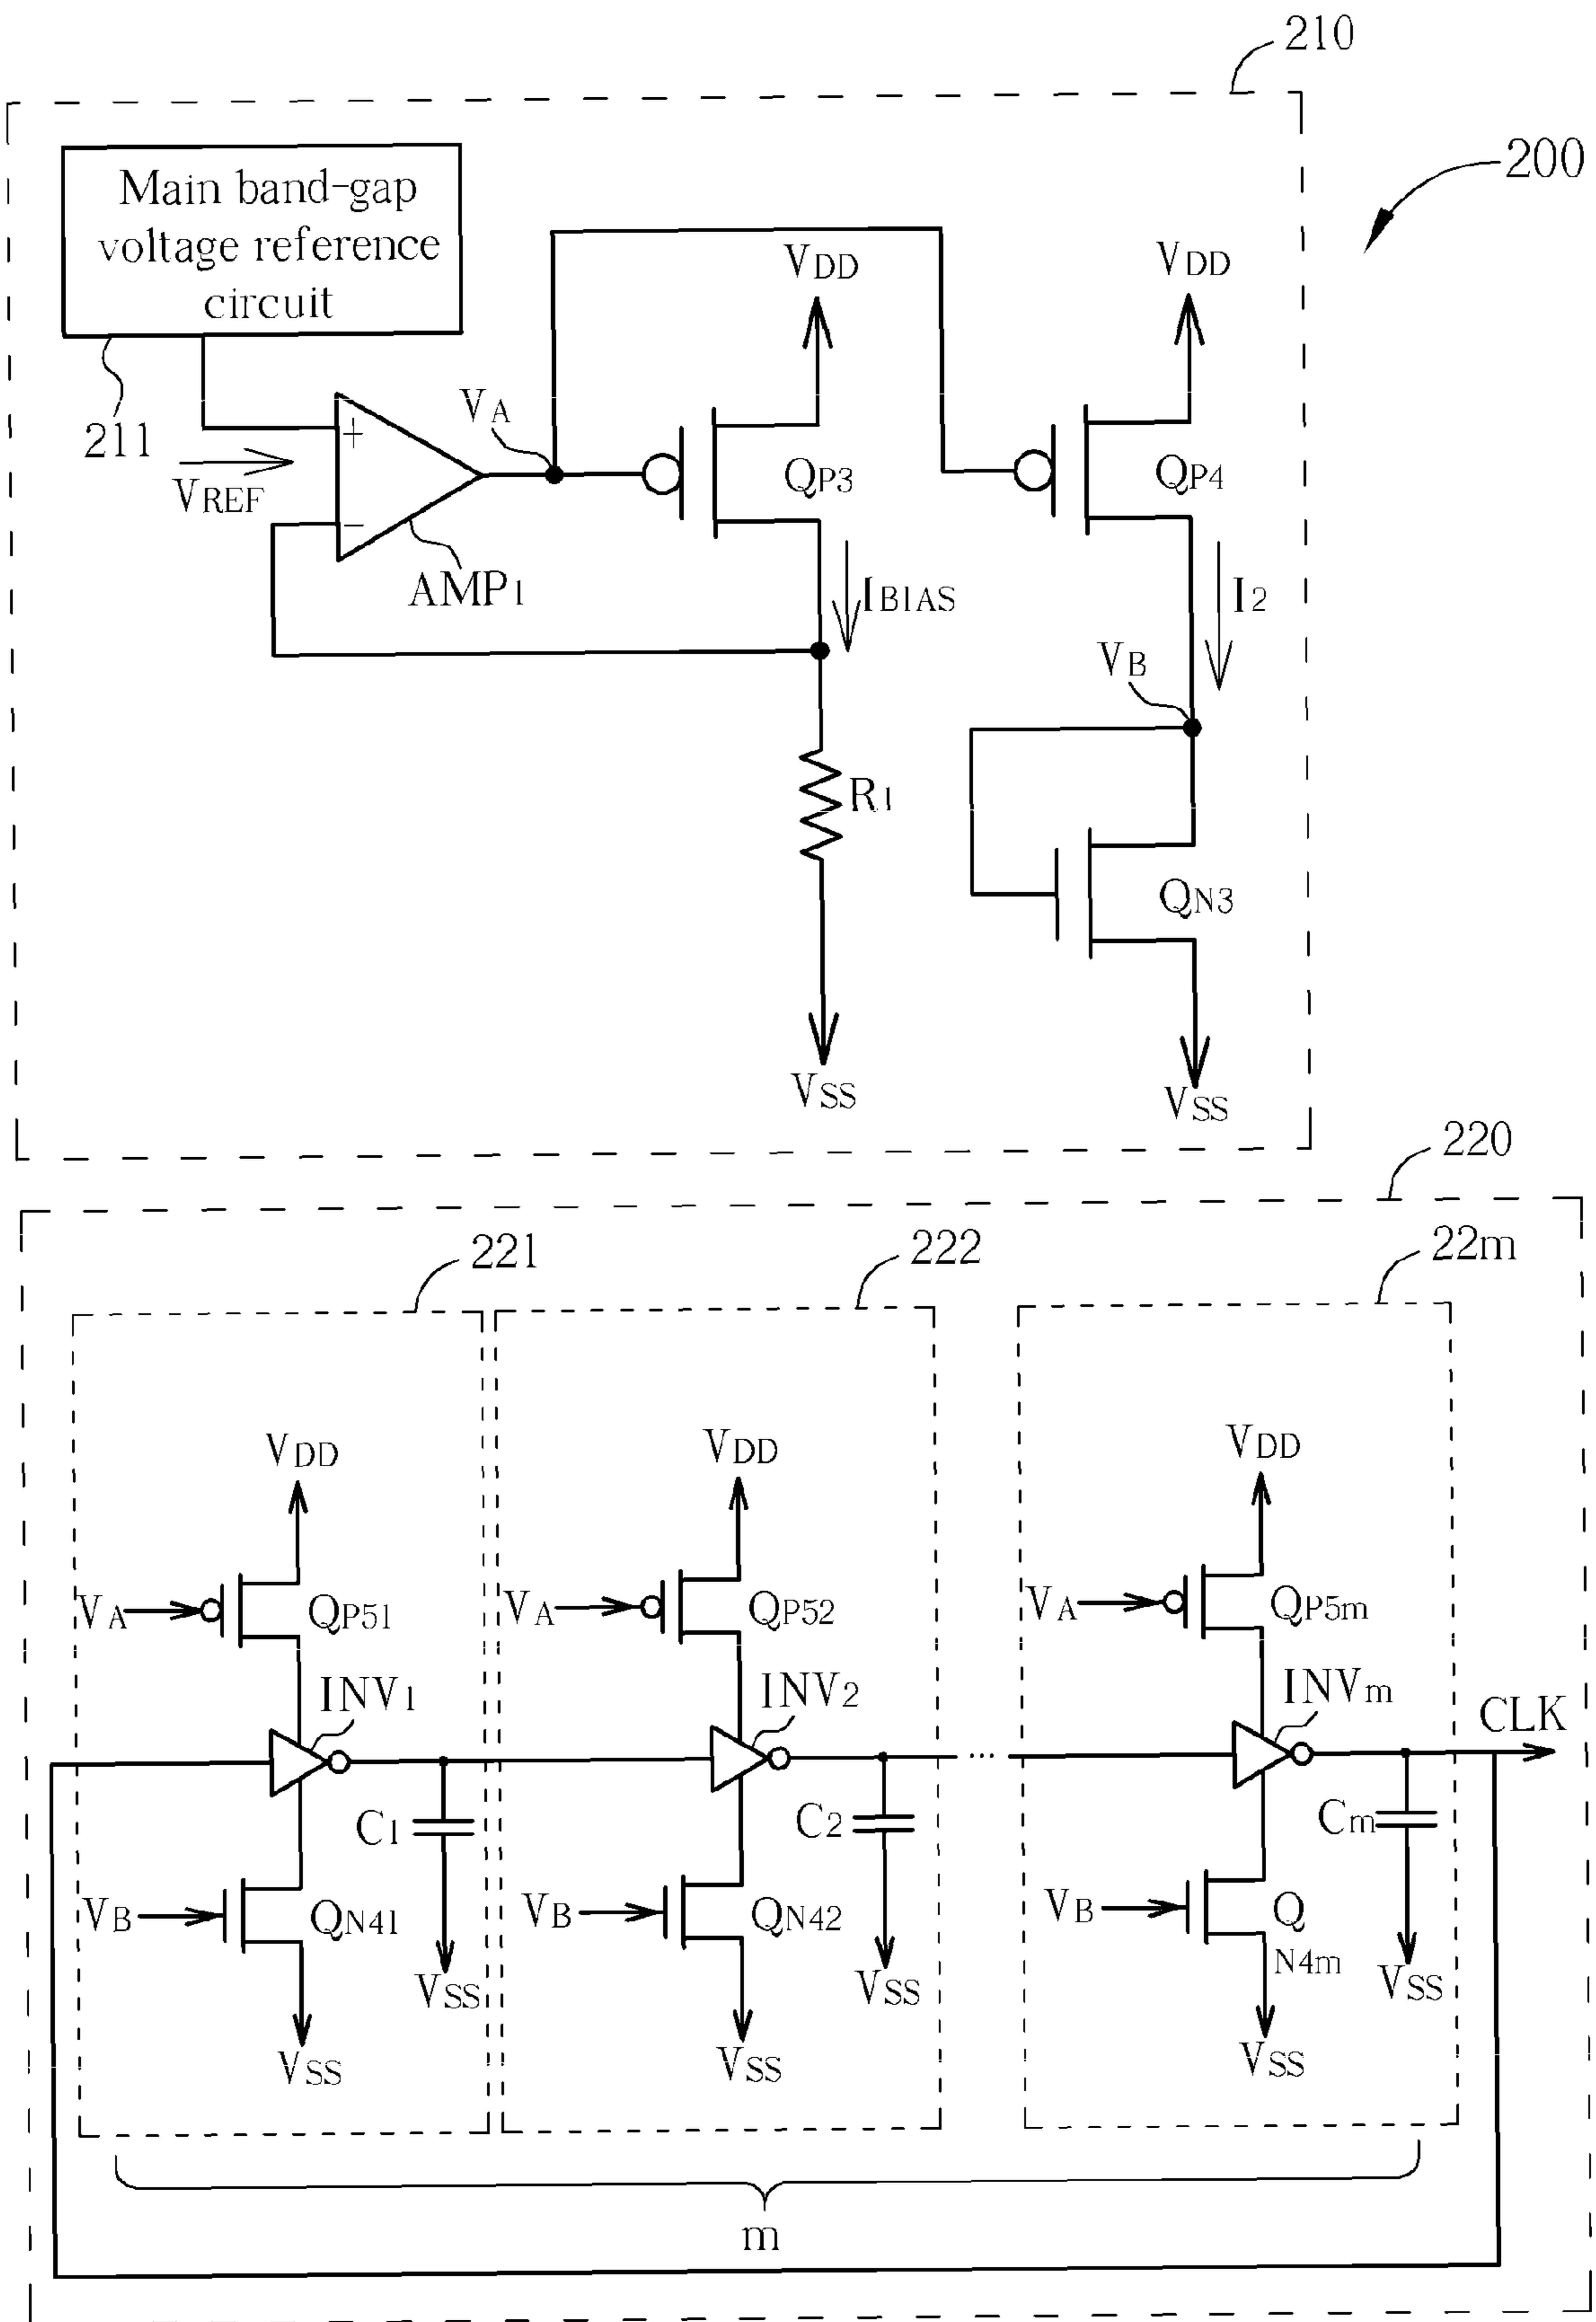 210
200
Main band-gap
voltage reference
circuit
211
VREF
+
−
AMP1
VA
VDD
QP3
IBIAS
R1
VSS
VDD
QP4
I2
VB
QN3
VSS
220
221
VDD
VA
QP51
INV1
C1
VB
QN41
VSS
VSS
222
VDD
VA
QP52
INV2
C2
VB
QN42
VSS
VSS
...
22m
VDD
VA
QP5m
INVm
CLK
Cm
VB
Q
N4m
VSS
VSS
m